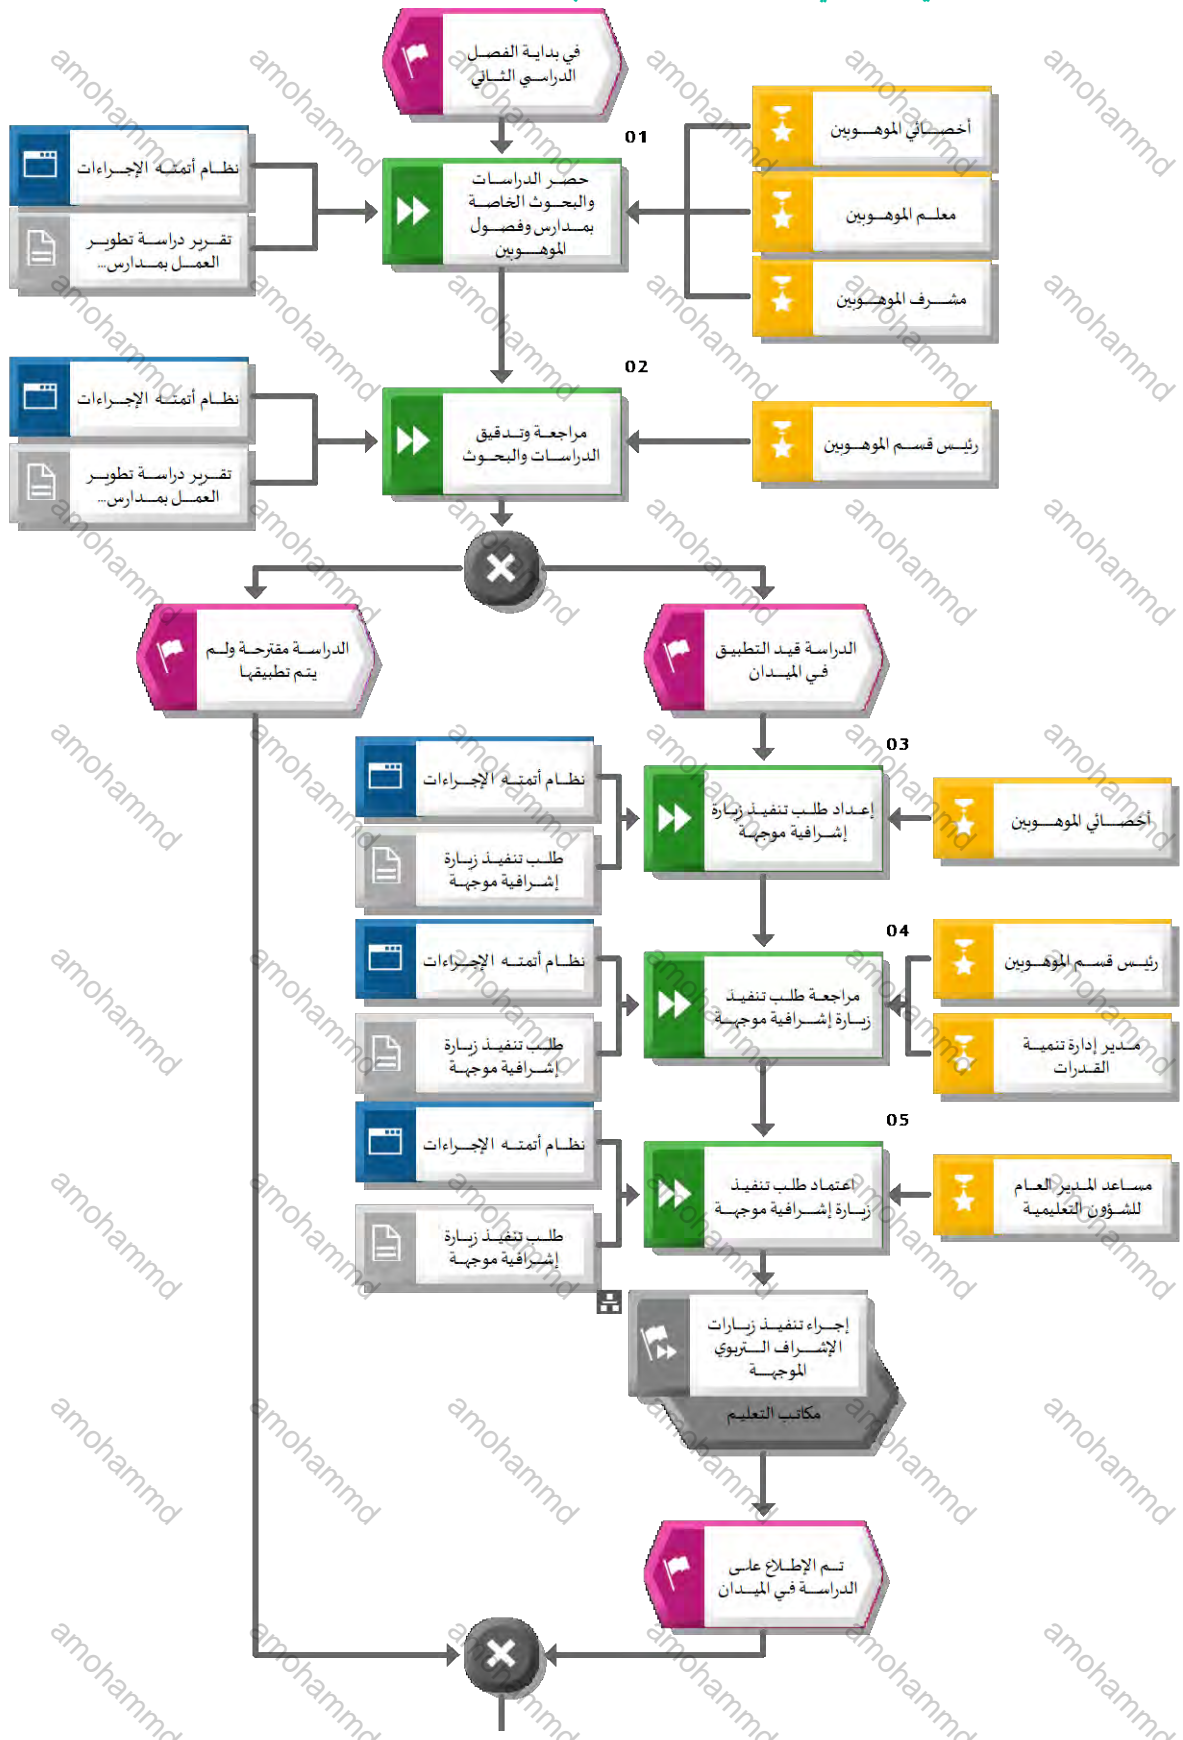 في بداية الفصل
الدراسي الثاني
01
أخصائي الموهوبين
معلم الموهوبين
مشرف الموهوبين
حصر الدراسات
والبحوث الخاصة
بمدارس وفصول
الموهوبين
نظام أتمته الإجراءات
تقرير دراسة تطوير
العمل بمدارس...
02
رئيس قسم الموهوبين
مراجعة وتدقيق
الدراسات والبحوث
نظام أتمته الإجراءات
تقرير دراسة تطوير
العمل بمدارس...
الدراسة قيد التطبيق
في الميدان
الدراسة مقترحة ولم
يتم تطبيقها
03
أخصائي الموهوبين
إعداد طلب تنفيذ زيارة
إشرافية موجهة
نظام أتمته الإجراءات
طلب تنفيذ زيارة
إشرافية موجهة
04
رئيس قسم الموهوبين
مدير إدارة تنمية
القدرات
مراجعة طلب تنفيذ
زيارة إشرافية موجهة
نظام أتمته الإجراءات
طلب تنفيذ زيارة
إشرافية موجهة
05
مساعد المدير العام
للشؤون التعليمية
اعتماد طلب تنفيذ
زيارة إشرافية موجهة
نظام أتمته الإجراءات
طلب تنفيذ زيارة
إشرافية موجهة
إجراء تنفيذ زيارات
الإشراف التربوي
الموجهة
مكاتب التعليم
تم الإطلاع على
الدراسة في الميدان
amohammd